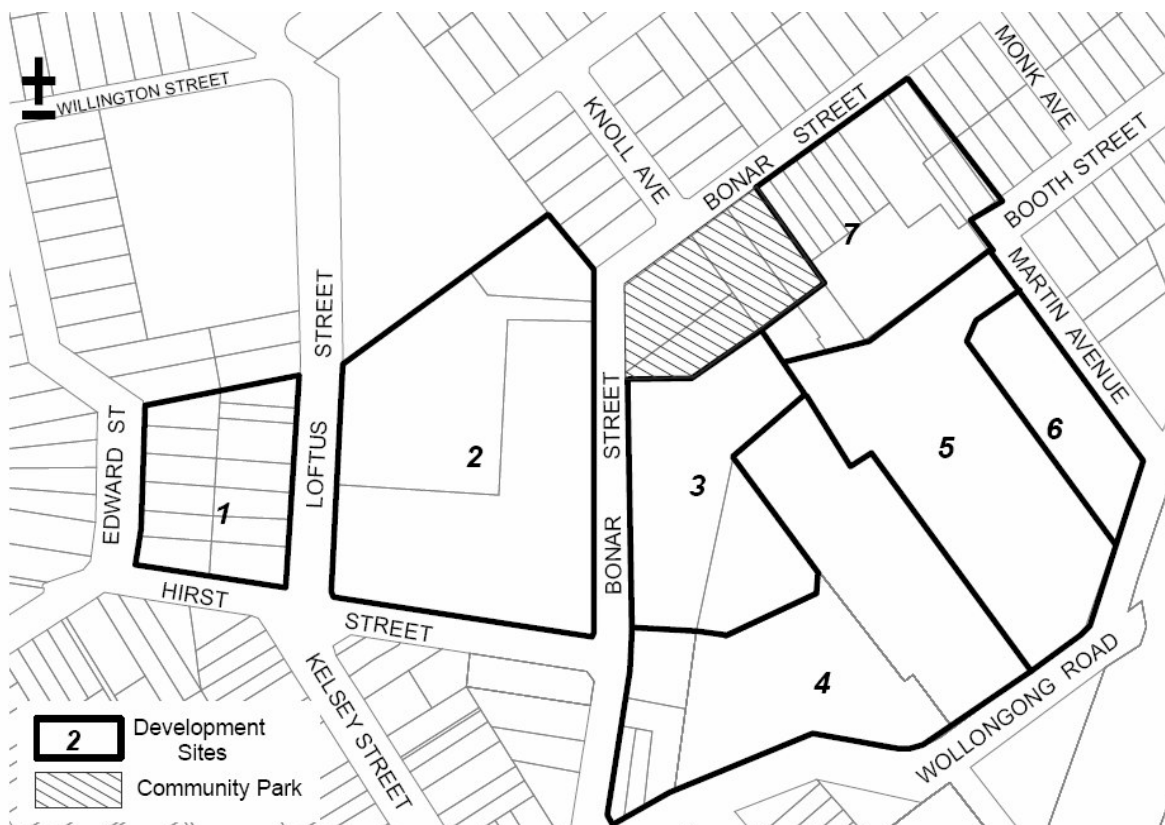 WILLINGTON STREET
MONK AVE
KNOLL AVE
BONAR STREET
BOOTH STREET
7
MARTIN AVENUE
LOFTUS STREET
EDWARD ST
1
2
BONAR STREET
3
5
6
HIRST STREET
KELSEY STREET
4
WOLLONGONG ROAD
2 Development
Sites
Community Park